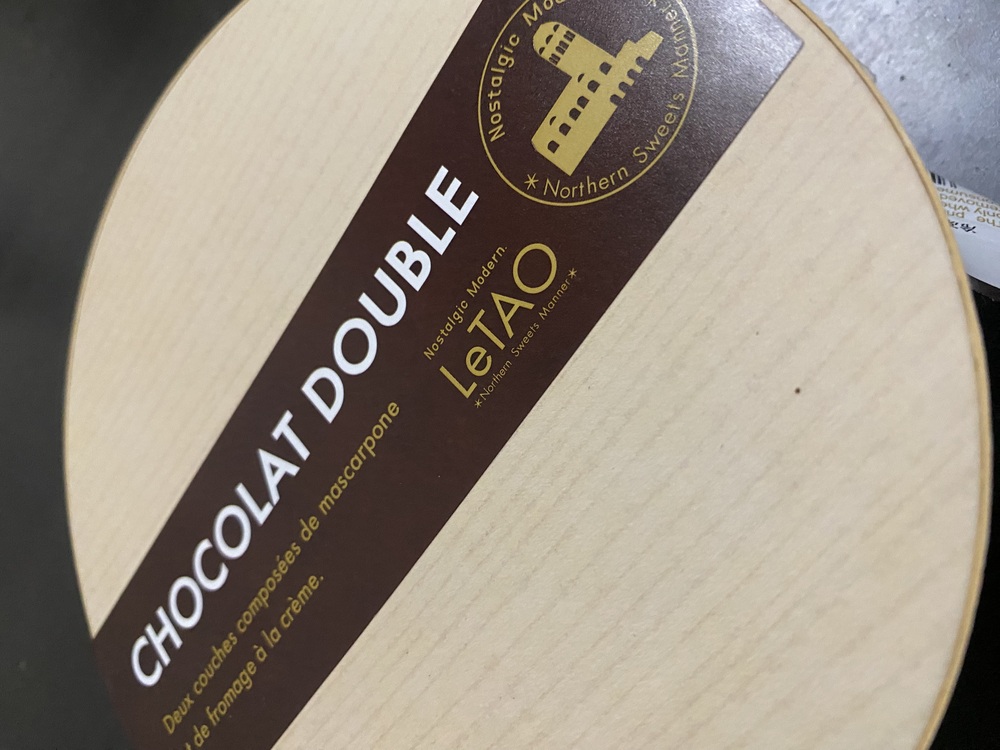 Nostalgic Mo
Manner
*Northern Sweets
CHOCOLAT DOUBLE
Nostalgic Modern.
LeTAO
*Northern Sweets Manner*
Deux couches composées de mascarpone
t de fromage à la crème.